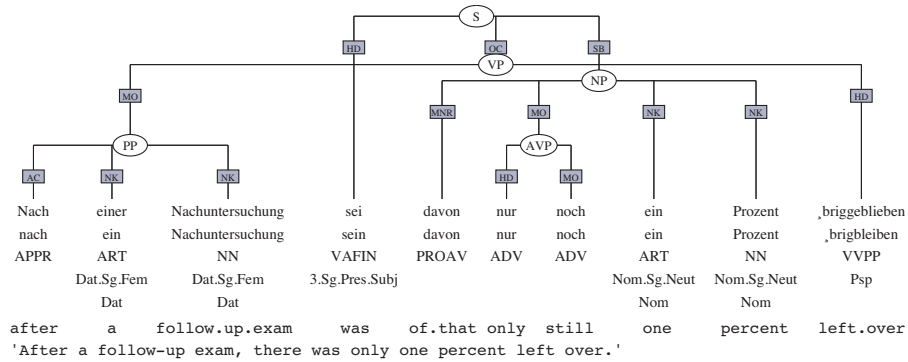 S
HD OC SB
VP
NP
MO MNR MO NK NK HD
PP AVP
AC NK NK HD MO
Nach einer Nachuntersuchung sei davon nur noch ein Prozent ¸briggeblieben
nach ein Nachuntersuchung sein davon nur noch ein Prozent ¸brigbleiben
APPR ART NN VAFIN PROAV ADV ADV ART NN VVPP
Dat.Sg.Fem Dat.Sg.Fem 3.Sg.Pres.Subj Nom.Sg.Neut Nom.Sg.Neut Psp
Dat Dat Nom Nom
after a follow.up.exam was of.that only still one percent left.over
'After a follow-up exam, there was only one percent left over.'